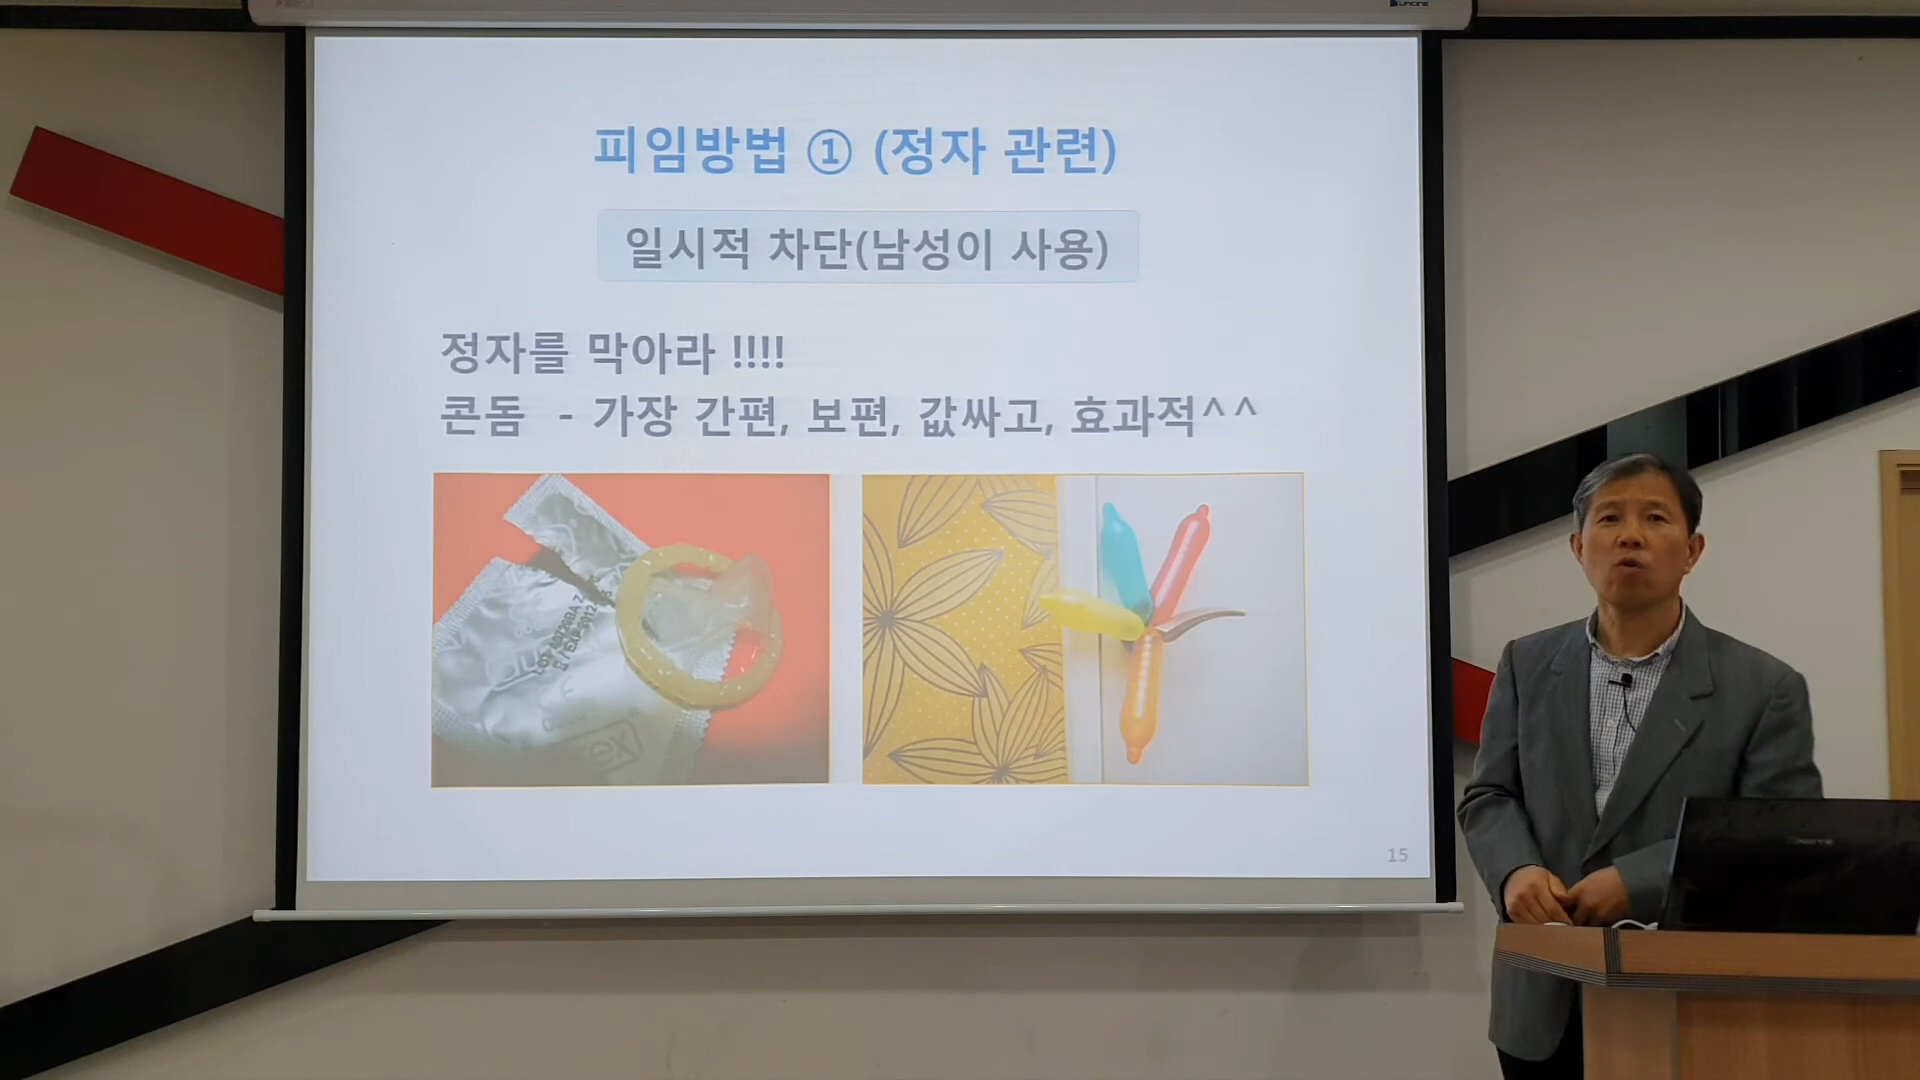 피임방법 ① (정자 관련)
일시적 차단(남성이 사용)
정자를 막아라 !!!!
콘돔 - 가장 간편, 보편, 값싸고, 효과적^^
15